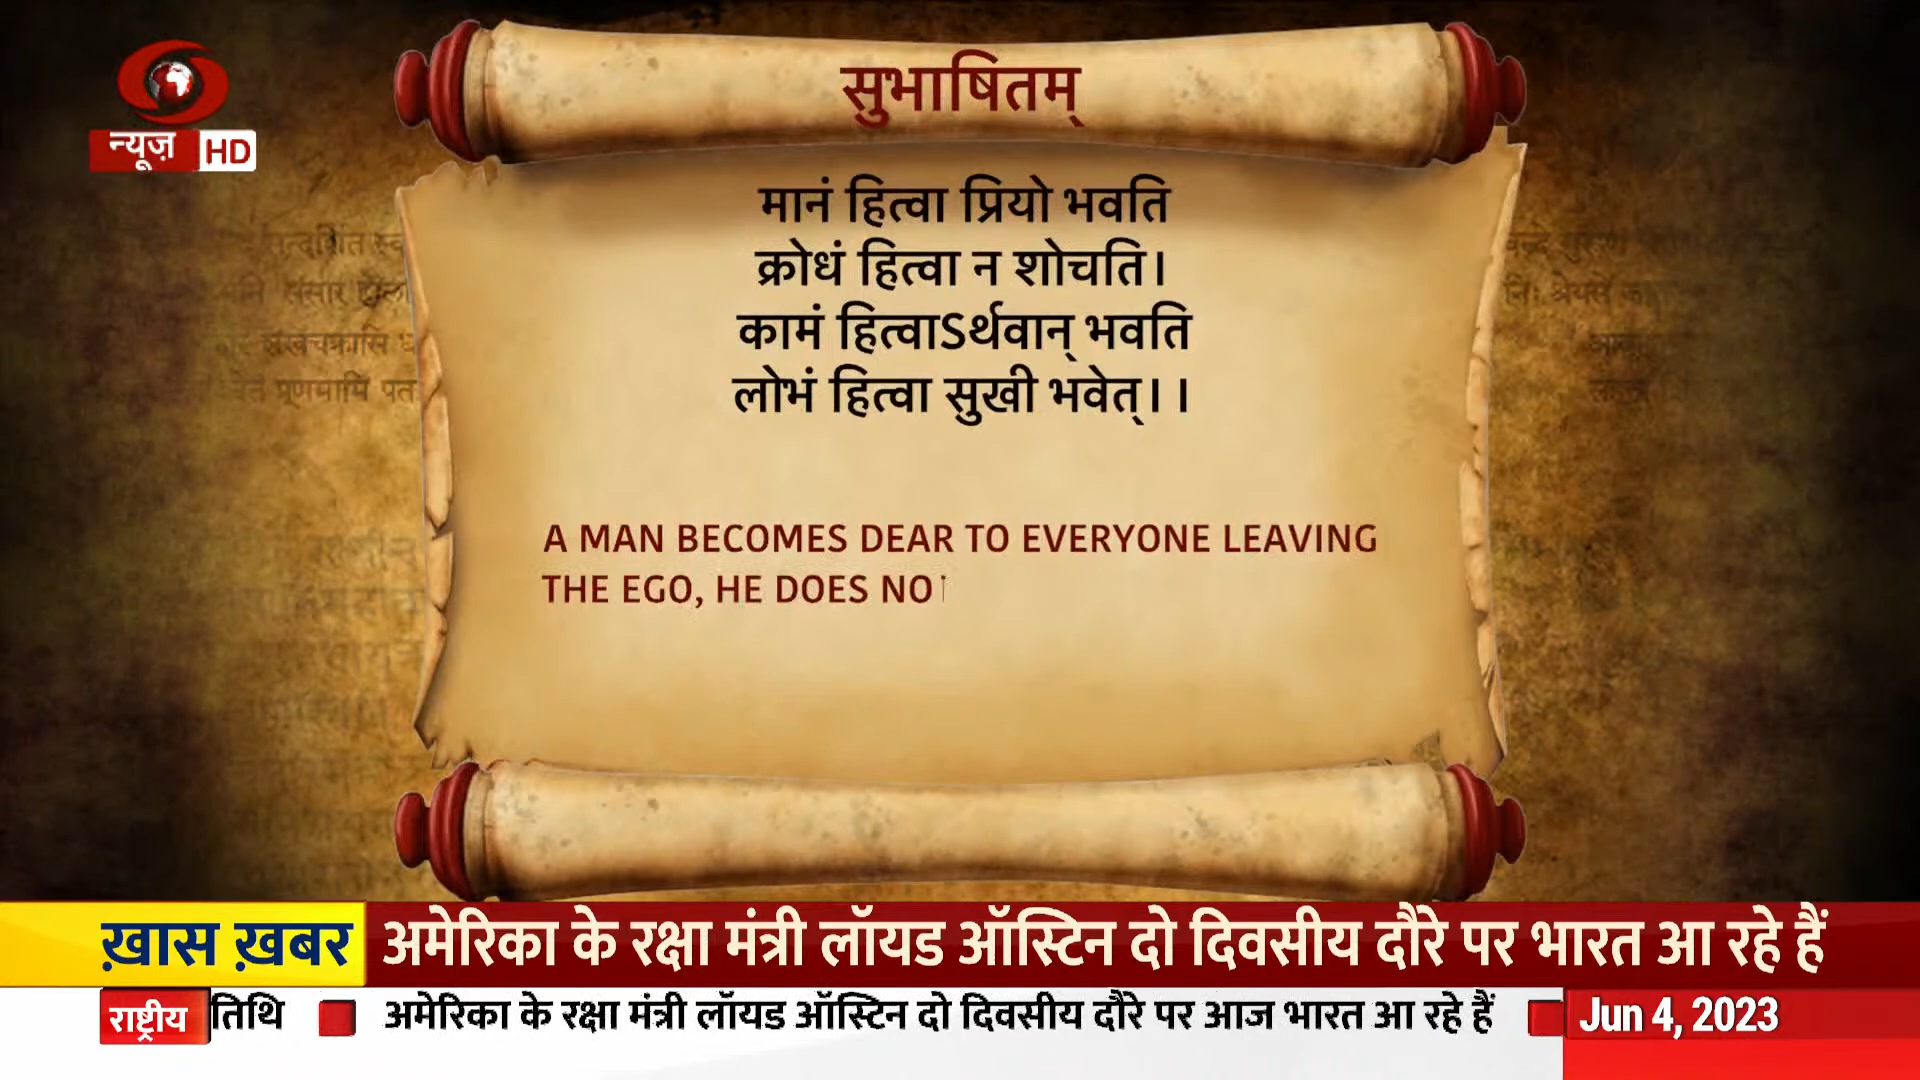 न्यूज़ HD
सुभाषितम्
मानं हित्वा प्रियो भवति
क्रोधं हित्वा न शोचति।
कामं हित्वाऽर्थवान् भवति
लोभं हित्वा सुखी भवेत्।।
A MAN BECOMES DEAR TO EVERYONE LEAVING
THE EGO, HE DOES NO
ख़ास ख़बर अमेरिका के रक्षा मंत्री लॉयड ऑस्टिन दो दिवसीय दौरे पर भारत आ रहे हैं
राष्ट्रीय तिथि अमेरिका के रक्षा मंत्री लॉयड ऑस्टिन दो दिवसीय दौरे पर आज भारत आ रहे हैं Jun 4, 2023